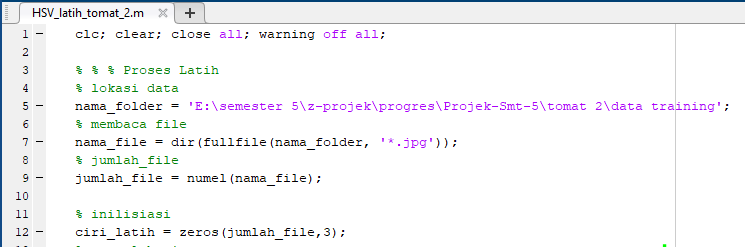 HSV_latih_tomat_2.m × +
1 – clc; clear; close all; warning off all;
2
3 % % % Proses Latih
4 % lokasi data
5 – nama_folder = 'E:\semester 5\z-projek\progres\Projek-Smt-5\tomat 2\data training';
6 % membaca file
7 – nama_file = dir(fullfile(nama_folder, '*.jpg'));
8 % jumlah_file
9 – jumlah_file = numel(nama_file);
10
11 % inilisiasi
12 – ciri_latih = zeros(jumlah_file,3);